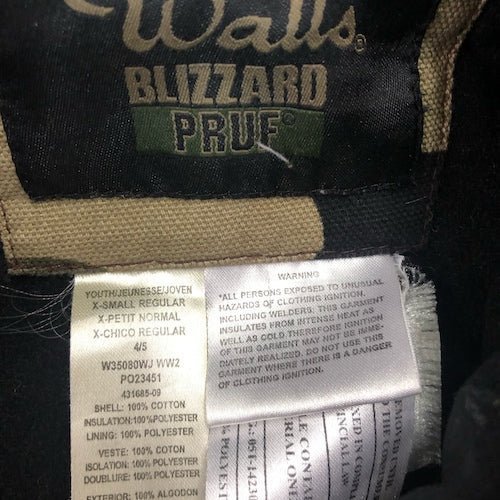 Walls®
BLIZZARD
PRUF®
YOUTH/JEUNESSE/JOVEN
X-SMALL REGULAR
X-PETIT NORMAL
X-CHICO REGULAR
4/5
W35080WJ WW2
PO23451
431685-09
SHELL: 100% COTTON
INSULATION:100%POLYESTER
LINING: 100% POLYESTER
VESTE: 100% COTON
ISOLATION: 100% POLYESTER
DOUBLURE: 100% POLYESTER
EXTERIOR: 100% ALGODON
WARNING
*ALL PERSONS EXPOSED TO UNUSUAL
HAZARDS OF CLOTHING IGNITION.
INCLUDING WELDERS: THIS GARMENT
INSULATES FROM INTENSE HEAT AS
WELL AS COLD THEREFORE IGNITION
OF THIS GARMENT MAY NOT BE IMME-
DIATELY REALIZED. DO NOT USE THIS
GARMENT WHERE THERE IS A DANGER
OF CLOTHING IGNITION.